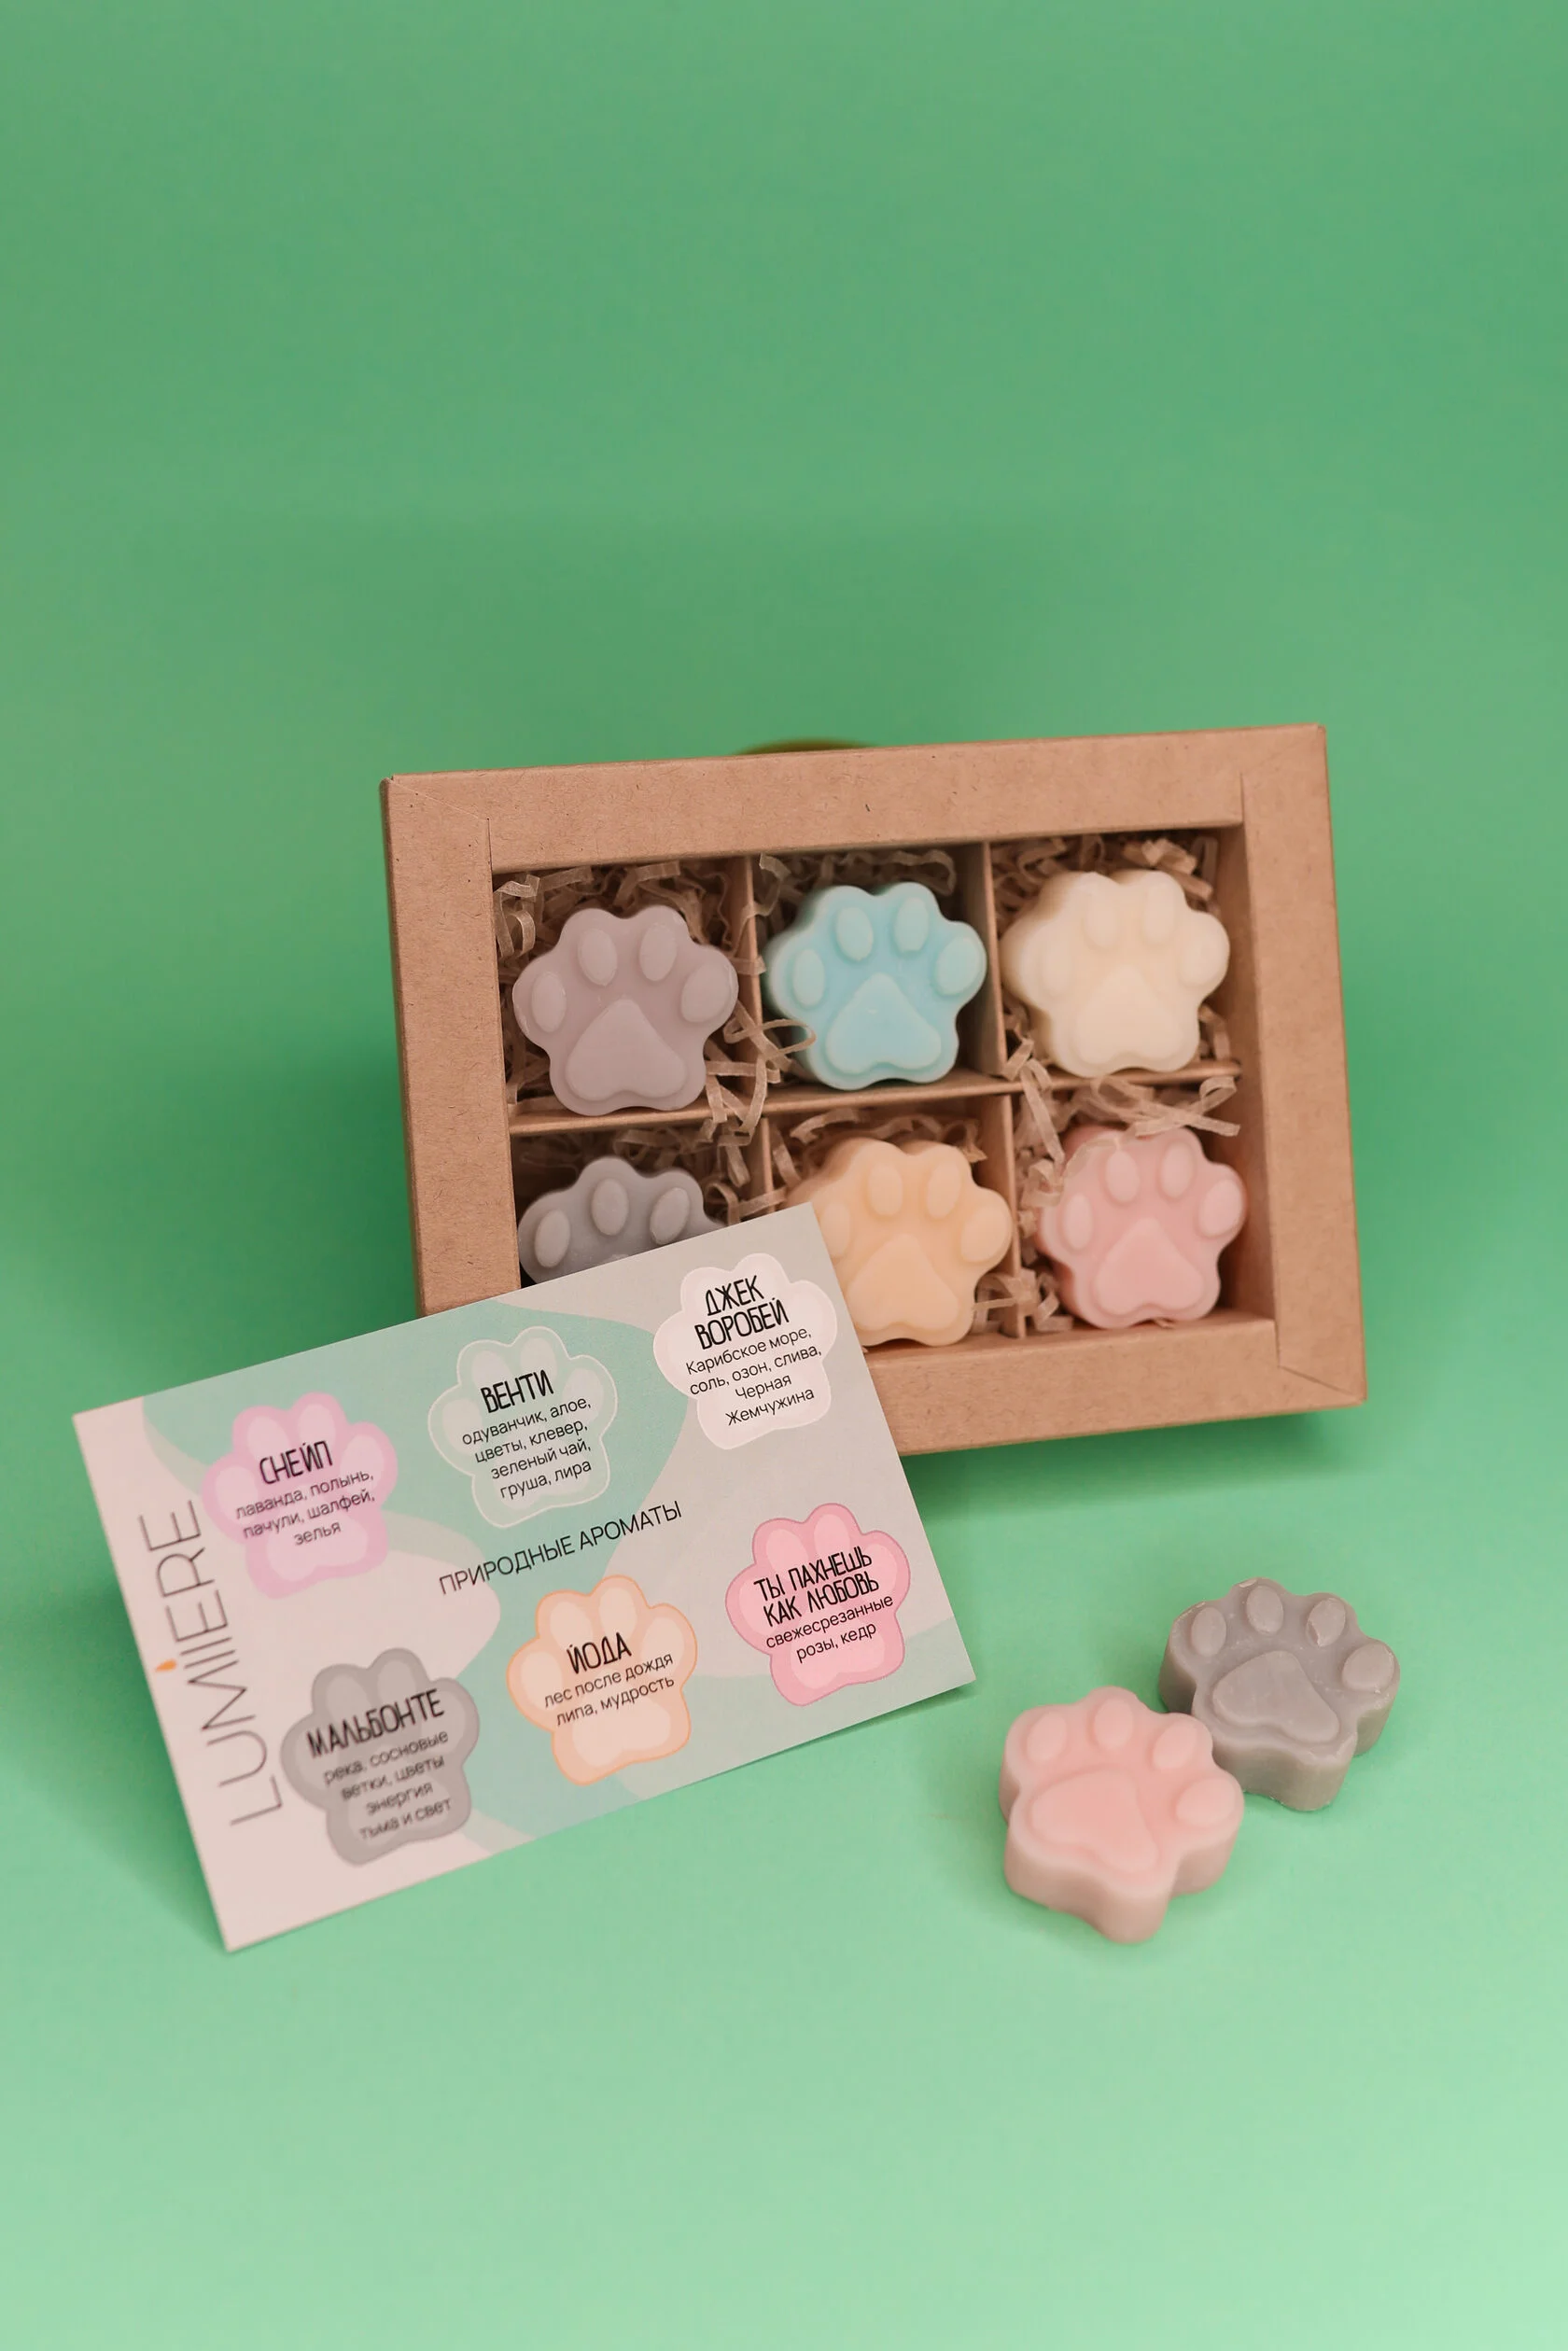 LUMIERE
СНЕЙП
лаванда, полынь,
пачули, шалфей,
зелья
ВЕНТИ
одуванчик, алое,
цветы, клевер,
зеленый чай,
груша, лира
ДЖЕК
ВОРОБЕЙ
Карибское море,
соль, озон, слива,
Черная
Жемчужина
ПРИРОДНЫЕ АРОМАТЫ
МАЛЬБОНТЕ
река, сосновые
ветки, цветы
энергия
тьма и свет
ЙОДА
лес после дождя
липа, мудрость
ТЫ ПАХНЕШЬ
КАК ЛЮБОВЬ
свежесрезанные
розы, кедр